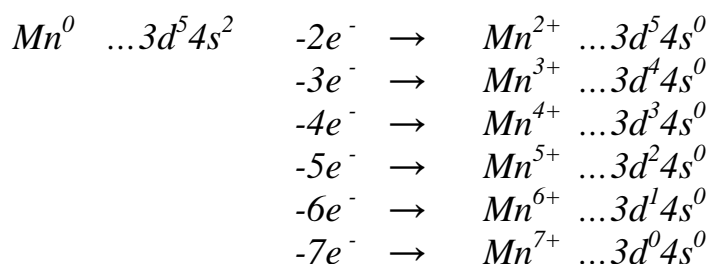 Mn⁰ ...3d⁵4s² -2e⁻ → Mn²⁺ ...3d⁵4s⁰
-3e⁻ → Mn³⁺ ...3d⁴4s⁰
-4e⁻ → Mn⁴⁺ ...3d³4s⁰
-5e⁻ → Mn⁵⁺ ...3d²4s⁰
-6e⁻ → Mn⁶⁺ ...3d¹4s⁰
-7e⁻ → Mn⁷⁺ ...3d⁰4s⁰